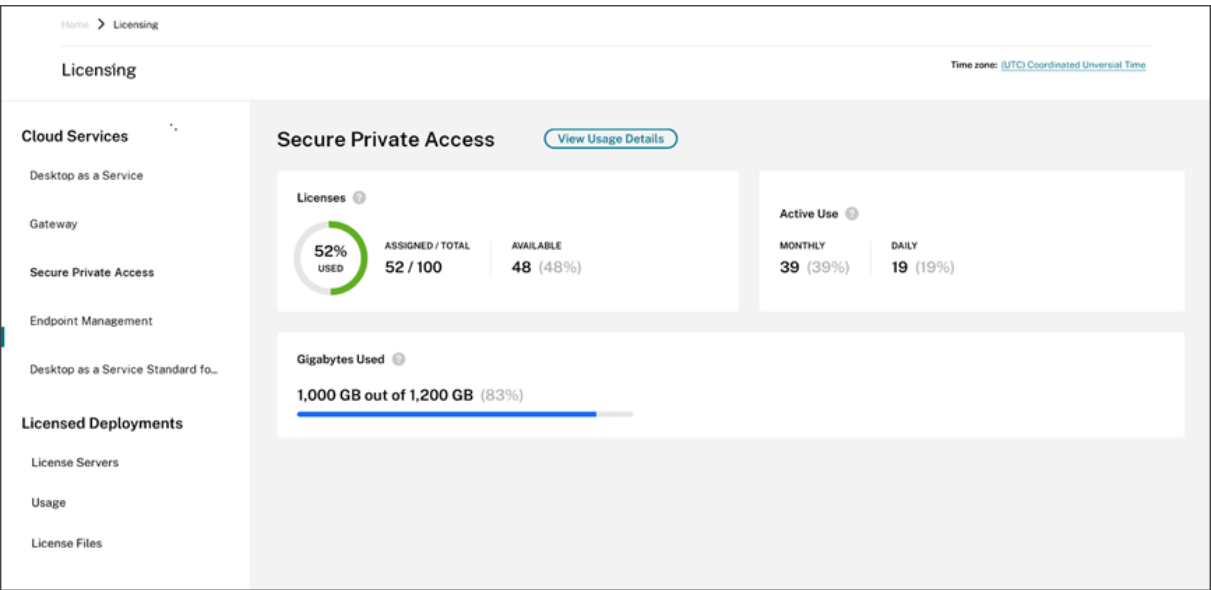 Home > Licensing
Licensing
Time zone: (UTC) Coordinated Unversial Time
Cloud Services
Desktop as a Service
Gateway
Secure Private Access
Endpoint Management
Desktop as a Service Standard fo...
Licensed Deployments
License Servers
Usage
License Files
Secure Private Access
View Usage Details
Licenses ?
52%
USED
ASSIGNED / TOTAL
52 / 100
AVAILABLE
48 (48%)
Active Use ?
MONTHLY
39 (39%)
DAILY
19 (19%)
Gigabytes Used ?
1,000 GB out of 1,200 GB (83%)